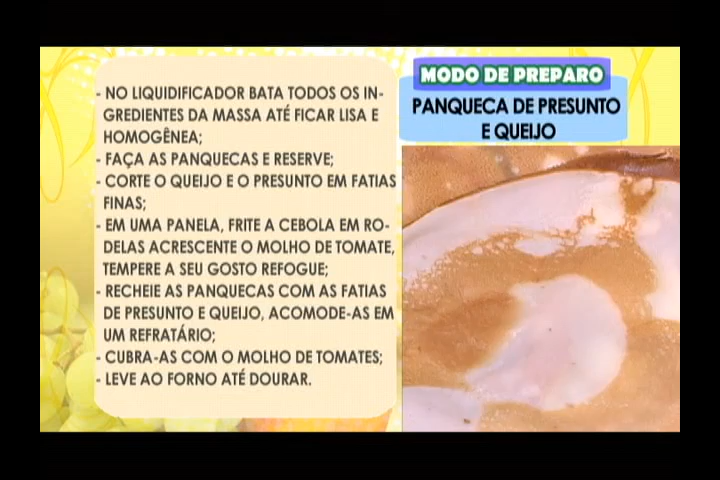 MODO DE PREPARO
PANQUECA DE PRESUNTO
E QUEIJO
- NO LIQUIDIFICADOR BATA TODOS OS IN-
GREDIENTES DA MASSA ATÉ FICAR LISA E
HOMOGÊNEA;
- FAÇA AS PANQUECAS E RESERVE;
- CORTE O QUEIJO E O PRESUNTO EM FATIAS
FINAS;
- EM UMA PANELA, FRITE A CEBOLA EM RO-
DELAS ACRESCENTE O MOLHO DE TOMATE,
TEMPERE A SEU GOSTO REFOGUE;
- RECHEIE AS PANQUECAS COM AS FATIAS
DE PRESUNTO E QUEIJO, ACOMODE-AS EM
UM REFRATÁRIO;
- CUBRA-AS COM O MOLHO DE TOMATES;
- LEVE AO FORNO ATÉ DOURAR.